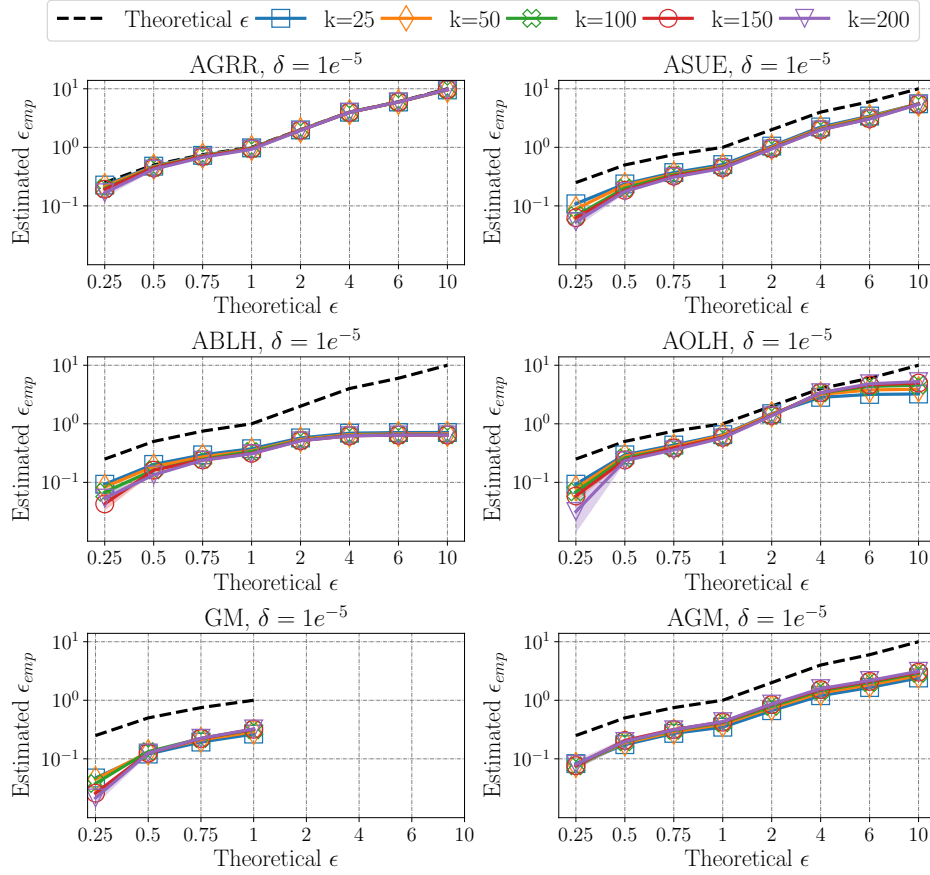 Theoretical ϵ k=25 k=50 k=100 k=150 k=200
AGRR, δ = 1e⁻⁵
Estimated ϵₑₘₚ
10¹
10⁰
10⁻¹
0.25 0.5 0.75 1 2 4 6 10
Theoretical ϵ
ASUE, δ = 1e⁻⁵
Estimated ϵₑₘₚ
10¹
10⁰
10⁻¹
0.25 0.5 0.75 1 2 4 6 10
Theoretical ϵ
ABLH, δ = 1e⁻⁵
Estimated ϵₑₘₚ
10¹
10⁰
10⁻¹
0.25 0.5 0.75 1 2 4 6 10
Theoretical ϵ
AOLH, δ = 1e⁻⁵
Estimated ϵₑₘₚ
10¹
10⁰
10⁻¹
0.25 0.5 0.75 1 2 4 6 10
Theoretical ϵ
GM, δ = 1e⁻⁵
Estimated ϵₑₘₚ
10¹
10⁰
10⁻¹
0.25 0.5 0.75 1 2 4 6 10
Theoretical ϵ
AGM, δ = 1e⁻⁵
Estimated ϵₑₘₚ
10¹
10⁰
10⁻¹
0.25 0.5 0.75 1 2 4 6 10
Theoretical ϵ